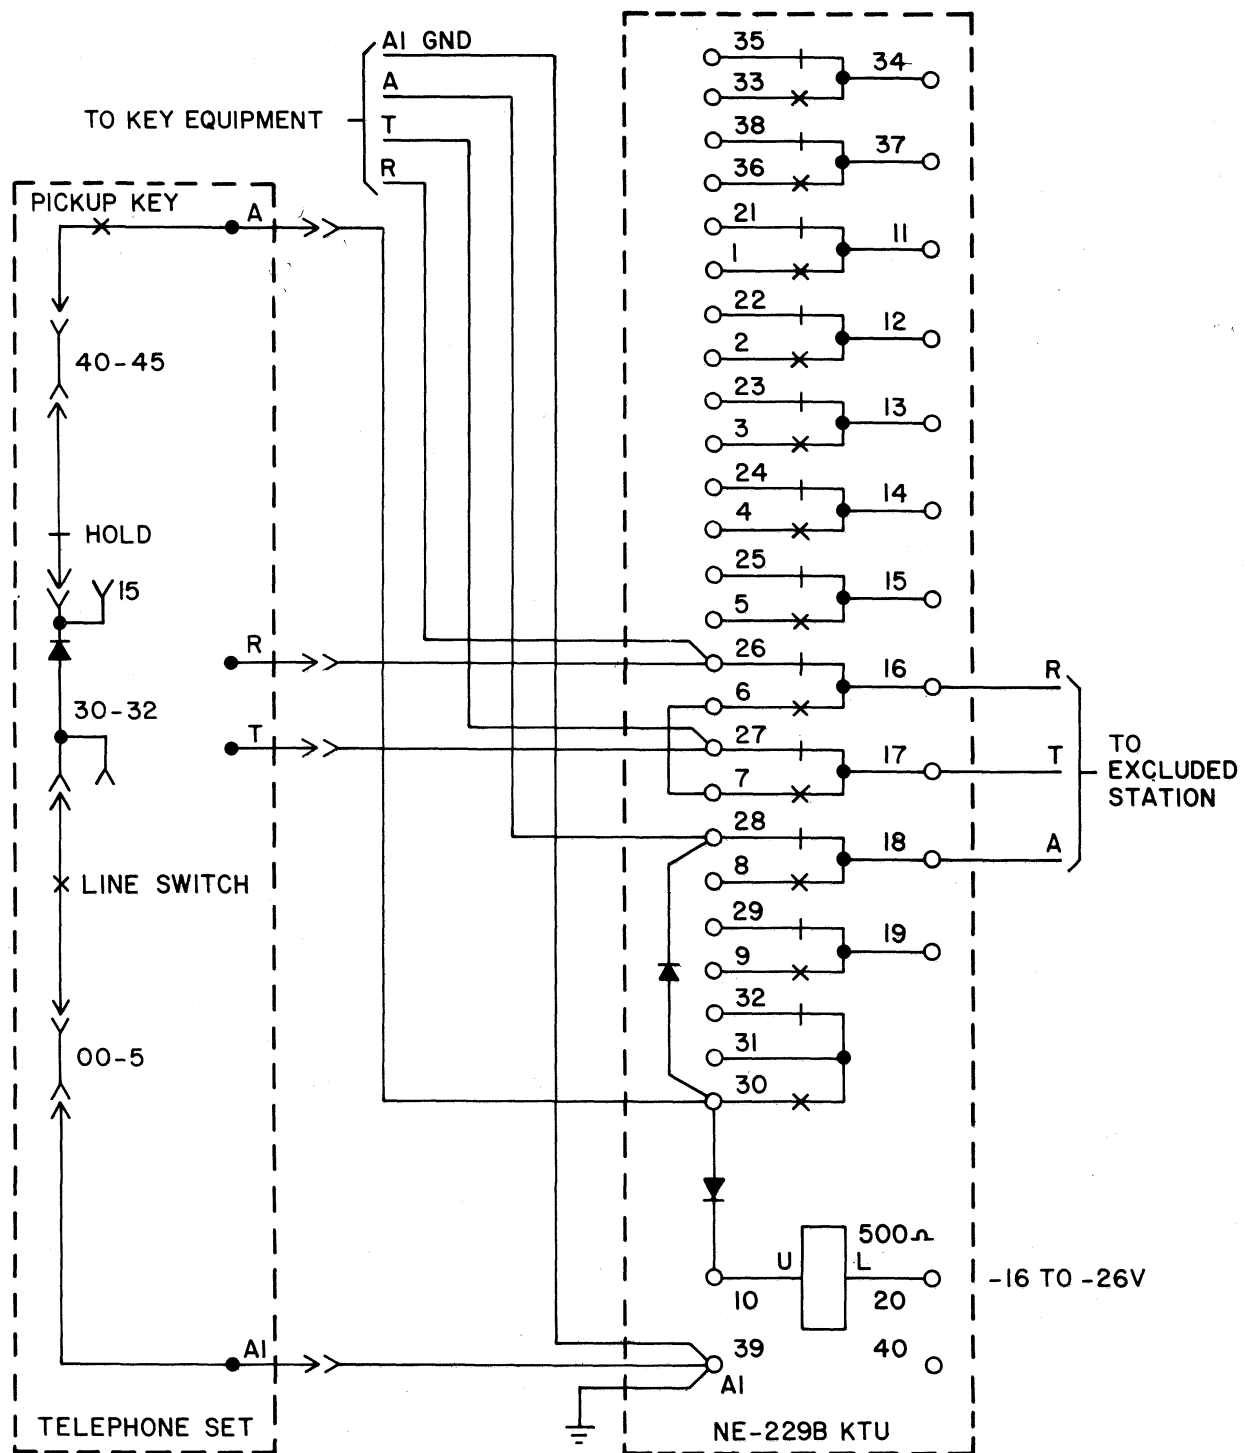 A1 GND
A
TO KEY EQUIPMENT
T
R
PICKUP KEY
A
40-45
HOLD
15
R
30-32
T
LINE SWITCH
00-5
A1
TELEPHONE SET
35
34
33
38
37
36
21
11
1
22
12
2
23
13
3
24
14
4
25
15
5
26
16
R
6
27
17
T
TO
EXCLUDED
STATION
7
28
18
A
8
29
19
9
32
31
30
500Ω
U
L
-16 TO -26V
10
20
39
40
A1
NE-229B KTU